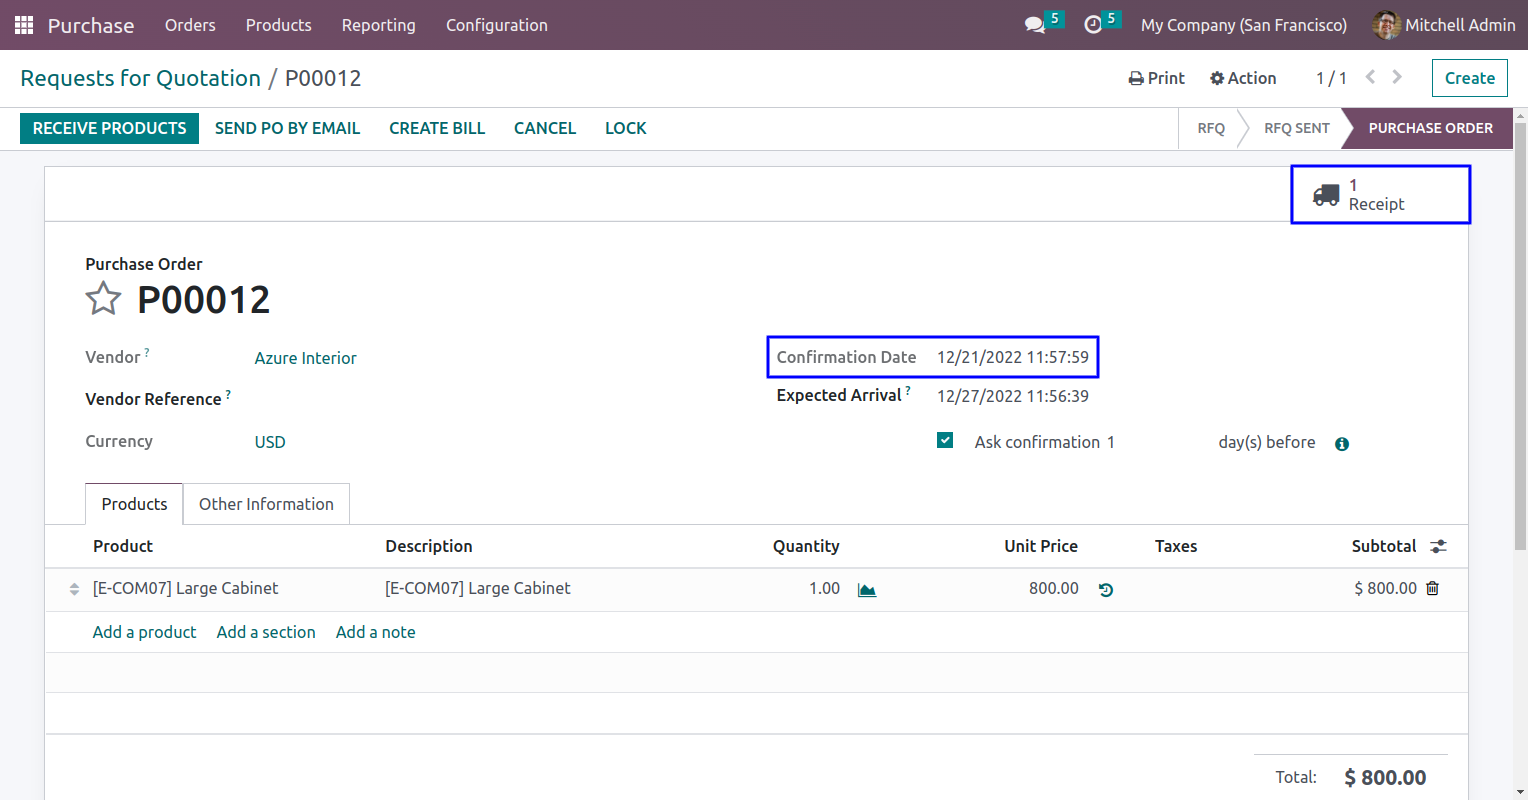 Purchase Orders Products Reporting Configuration 5 5 My Company (San Francisco) Mitchell Admin
Requests for Quotation / P00012 Print Action 1 / 1 Create
RECEIVE PRODUCTS SEND PO BY EMAIL CREATE BILL CANCEL LOCK RFQ RFQ SENT PURCHASE ORDER
1
Receipt
Purchase Order
P00012
Vendor ? Azure Interior Confirmation Date 12/21/2022 11:57:59
Vendor Reference ? Expected Arrival ? 12/27/2022 11:56:39
Currency USD Ask confirmation 1 day(s) before
Products Other Information
Product Description Quantity Unit Price Taxes Subtotal
[E-COM07] Large Cabinet [E-COM07] Large Cabinet 1.00 800.00 $ 800.00
Add a product Add a section Add a note
Total: $ 800.00